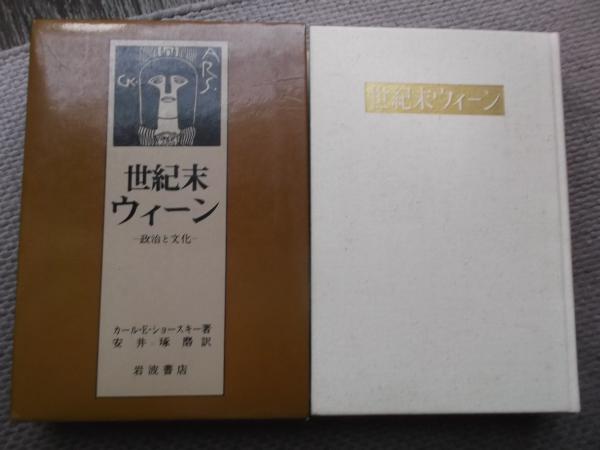 ARS.
GK
世紀末
ウィーン
-政治と文化-
カール・E・ショースキー著
安井琢磨訳
岩波書店
世紀末ウィーン